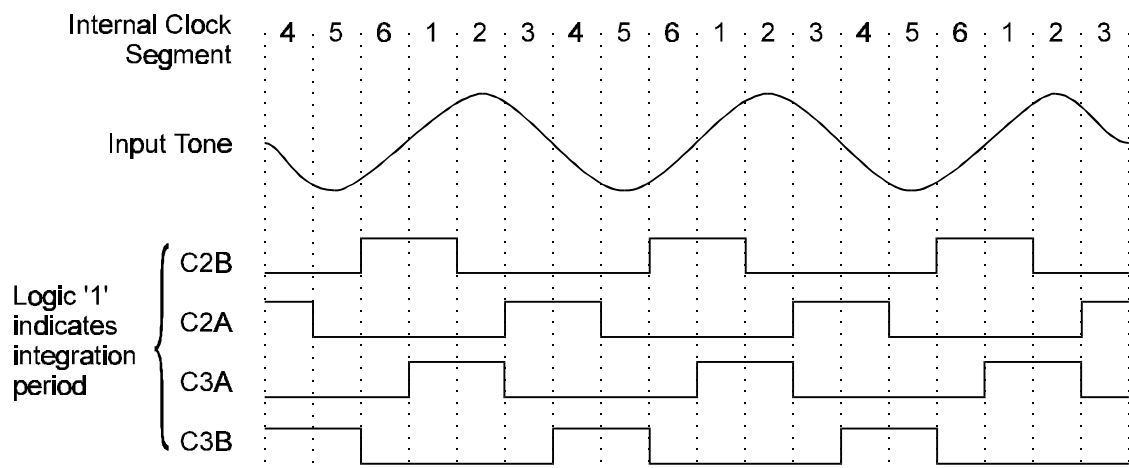 Internal Clock
Segment
4 5 6 1 2 3 4 5 6 1 2 3 4 5 6 1 2 3
Input Tone
Logic '1'
indicates
integration
period
C2B
C2A
C3A
C3B